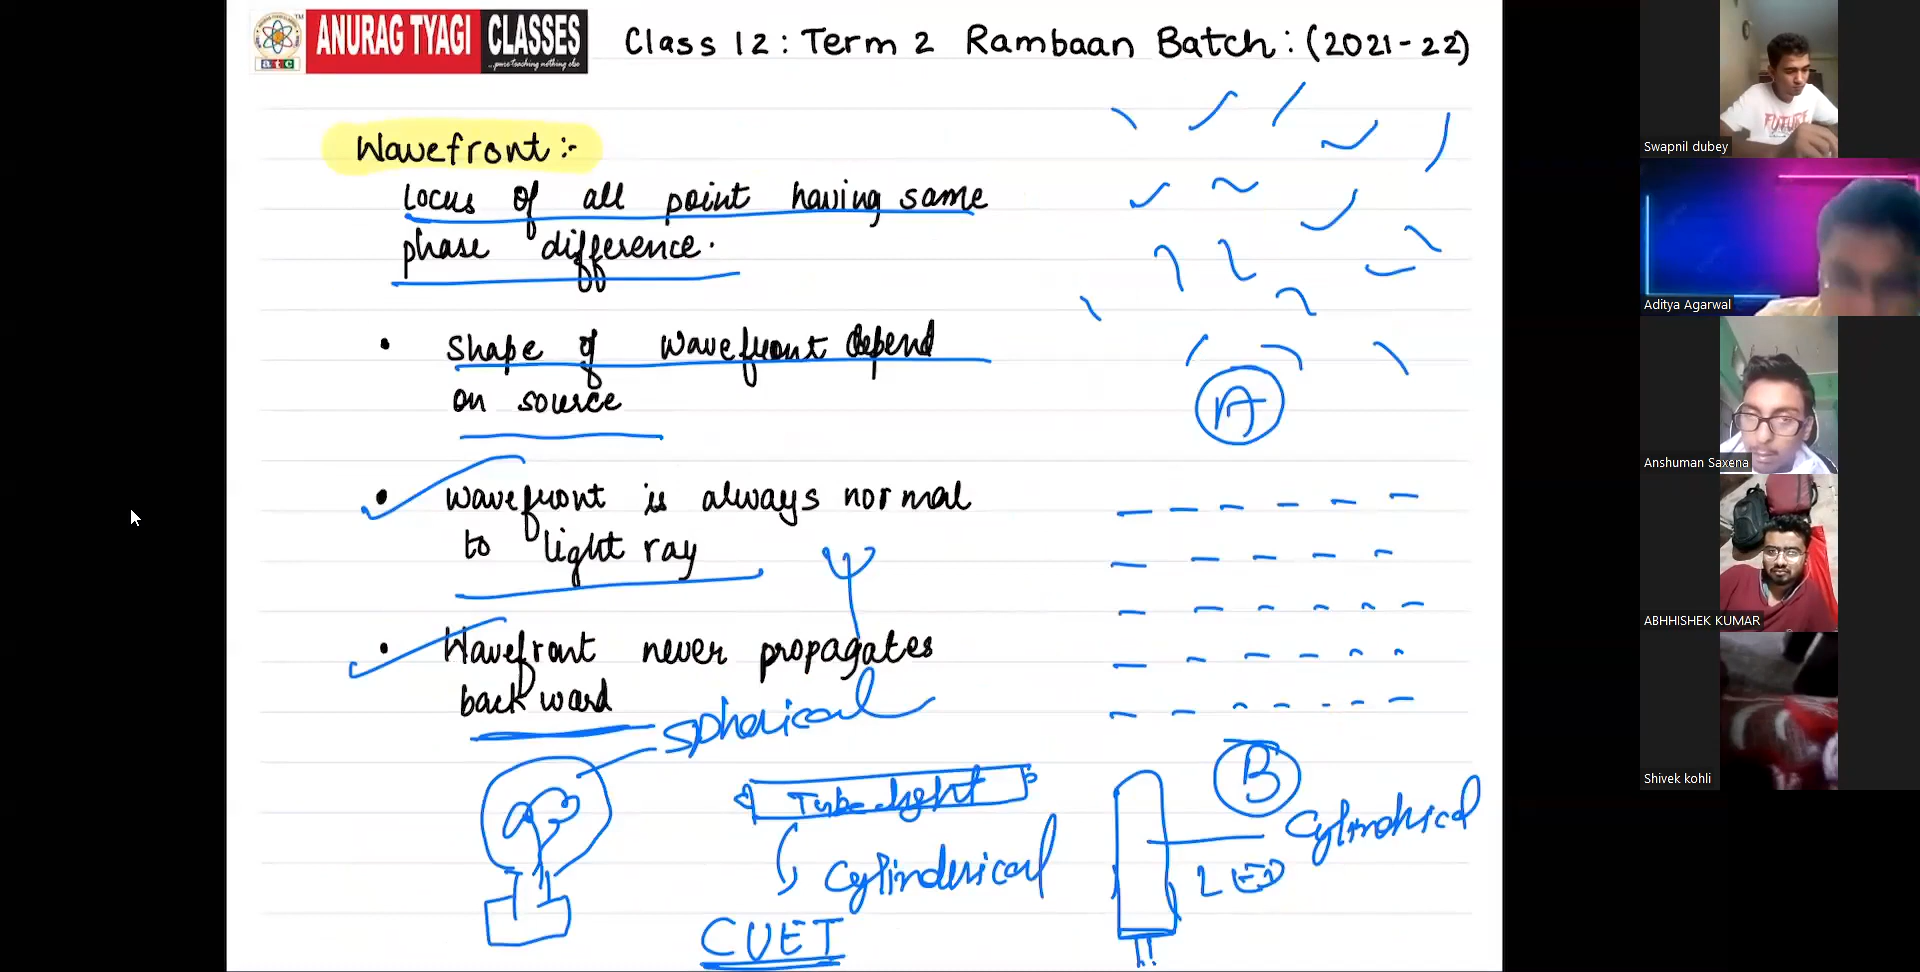 ANURAG TYAGI CLASSES
...pure teaching nothing else
atc
TM
Class 12 : Term 2 Rambaan Batch : (2021-22)
Wavefront :-
Locus of all point having same
phase difference.
• Shape of wavefront depend
on source
• wavefront is always normal
to light ray
• Wavefront never propagates
backward
spherical
Tube light
Cylinderical
CUET
A
B
Cylindrical
LED
Swapnil dubey
Aditya Agarwal
Anshuman Saxena
ABHHISHEK KUMAR
Shivek kohli